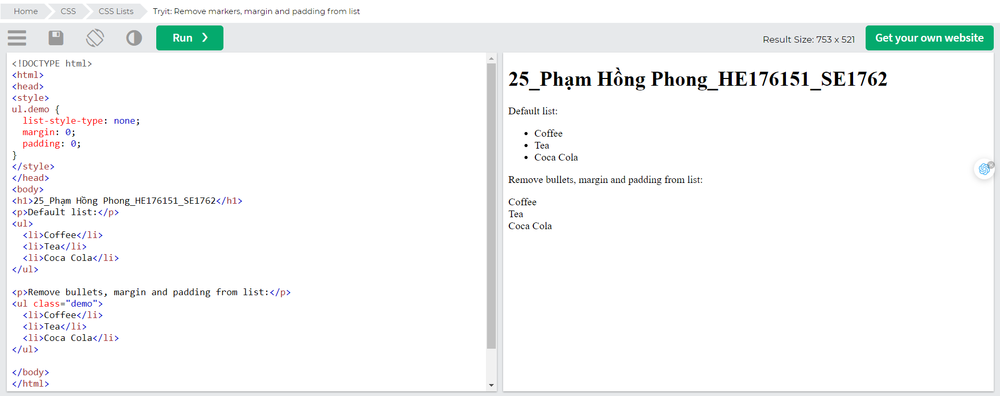 Home CSS CSS Lists Tryit: Remove markers, margin and padding from list
Run ❯ Result Size: 753 x 521 Get your own website
<!DOCTYPE html>
<html>
<head>
<style>
ul.demo {
  list-style-type: none;
  margin: 0;
  padding: 0;
}
</style>
</head>
<body>
<h1>25_Phạm Hồng Phong_HE176151_SE1762</h1>
<p>Default list:</p>
<ul>
  <li>Coffee</li>
  <li>Tea</li>
  <li>Coca Cola</li>
</ul>

<p>Remove bullets, margin and padding from list:</p>
<ul class="demo">
  <li>Coffee</li>
  <li>Tea</li>
  <li>Coca Cola</li>
</ul>

</body>
</html>
25_Phạm Hồng Phong_HE176151_SE1762
Default list:
• Coffee
• Tea
• Coca Cola
Remove bullets, margin and padding from list:
Coffee
Tea
Coca Cola